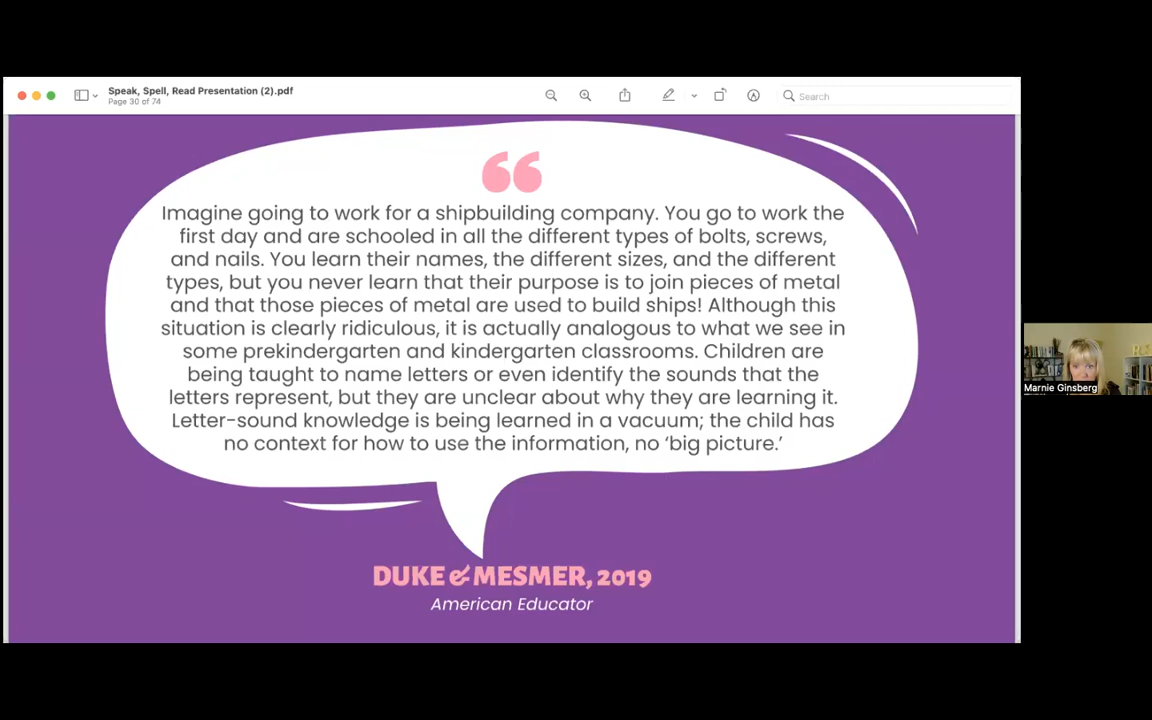 Speak, Spell, Read Presentation (2).pdf
Page 30 of 74
Search
Imagine going to work for a shipbuilding company. You go to work the
first day and are schooled in all the different types of bolts, screws,
and nails. You learn their names, the different sizes, and the different
types, but you never learn that their purpose is to join pieces of metal
and that those pieces of metal are used to build ships! Although this
situation is clearly ridiculous, it is actually analogous to what we see in
some prekindergarten and kindergarten classrooms. Children are
being taught to name letters or even identify the sounds that the
letters represent, but they are unclear about why they are learning it.
Letter-sound knowledge is being learned in a vacuum; the child has
no context for how to use the information, no ‘big picture.’
DUKE & MESMER, 2019
American Educator
Marnie Ginsberg